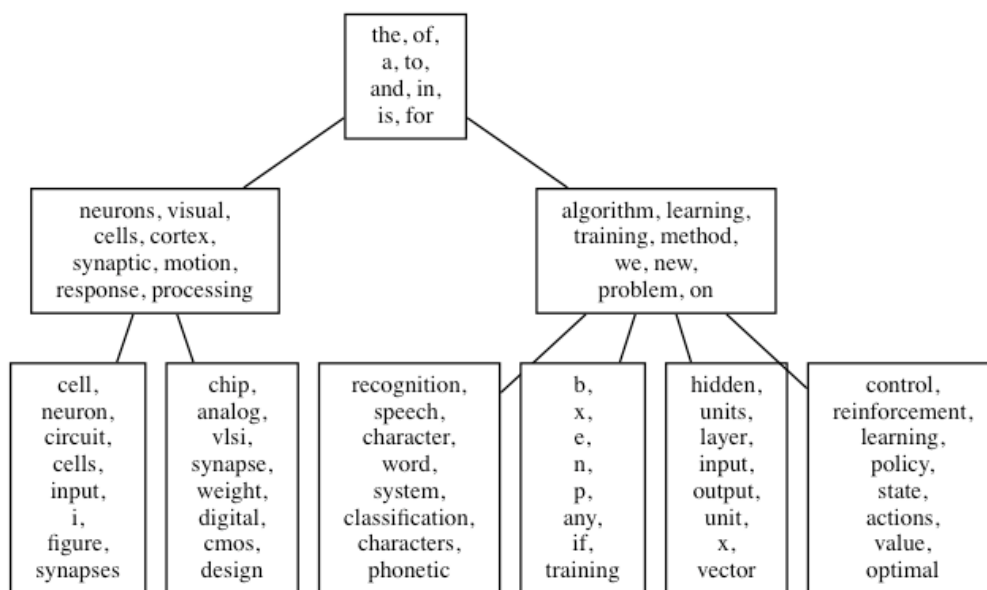 the, of,
a, to,
and, in,
is, for
neurons, visual,
cells, cortex,
synaptic, motion,
response, processing
algorithm, learning,
training, method,
we, new,
problem, on
cell,
neuron,
circuit,
cells,
input,
i,
figure,
synapses
chip,
analog,
vlsi,
synapse,
weight,
digital,
cmos,
design
recognition,
speech,
character,
word,
system,
classification,
characters,
phonetic
b,
x,
e,
n,
p,
any,
if,
training
hidden,
units,
layer,
input,
output,
unit,
x,
vector
control,
reinforcement,
learning,
policy,
state,
actions,
value,
optimal